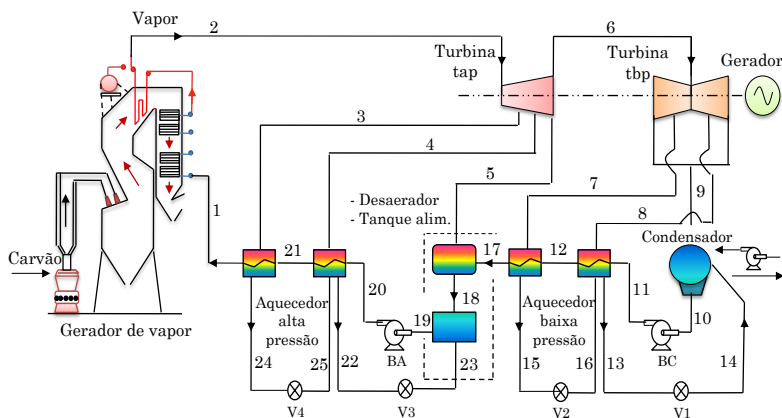 Vapor
2
6
Turbina
tap
Turbina
tbp
Gerador
3
4
5
7
8
9
1
- Desaerador
- Tanque alim.
Condensador
Carvão
21
17
12
Aquecedor
alta
pressão
20
18
Aquecedor
baixa
pressão
11
10
19
BA
BC
24
25
22
23
15
16
13
14
V4
V3
V2
V1
Gerador de vapor